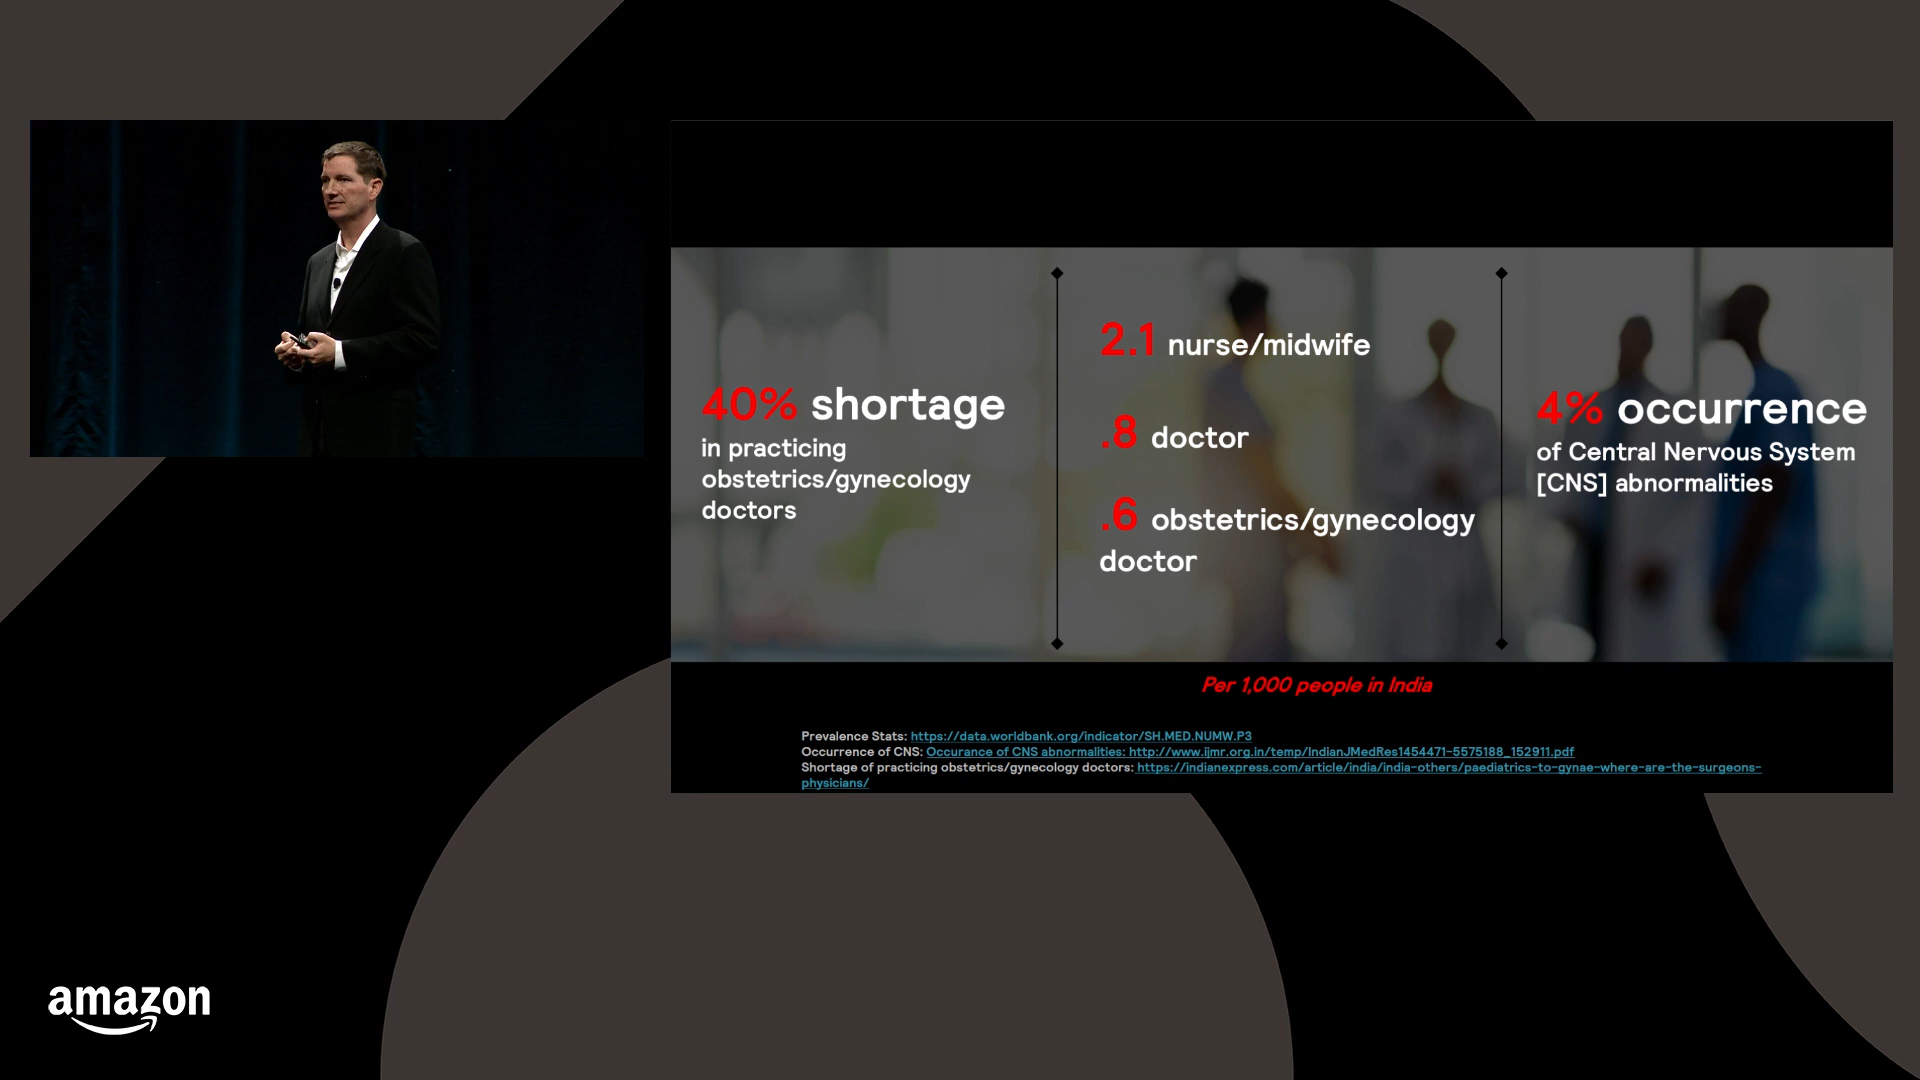 40% shortage
in practicing
obstetrics/gynecology
doctors
2.1 nurse/midwife
.8 doctor
.6 obstetrics/gynecology
doctor
4% occurrence
of Central Nervous System
[CNS] abnormalities
Per 1,000 people in India
Prevalence Stats: https://data.worldbank.org/indicator/SH.MED.NUMW.P3
Occurrence of CNS: Occurance of CNS abnormalities: http://www.ijmr.org.in/temp/IndianJMedRes1454471-5575188_152911.pdf
Shortage of practicing obstetrics/gynecology doctors: https://indianexpress.com/article/india/india-others/paediatrics-to-gynae-where-are-the-surgeons-
physicians/
amazon